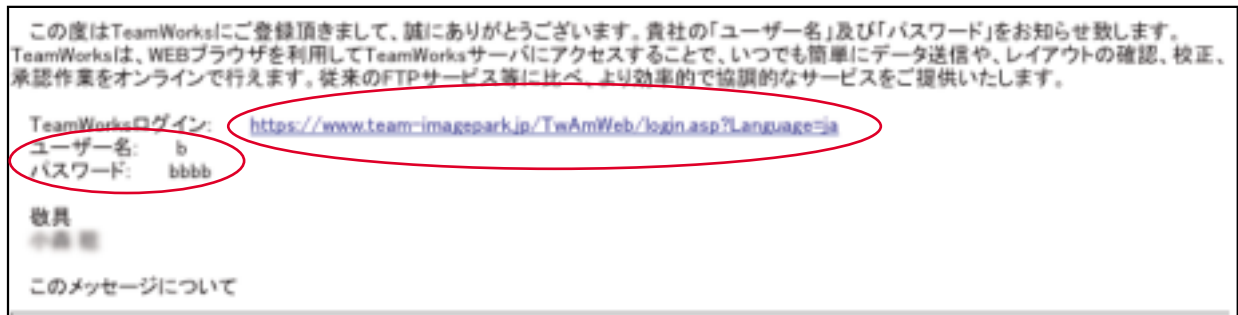 この度はTeamWorksにご登録頂きまして、誠にありがとうございます。貴社の「ユーザー名」及び「パスワード」をお知らせ致します。
TeamWorksは、WEBブラウザを利用してTeamWorksサーバにアクセスすることで、いつでも簡単にデータ送信や、レイアウトの確認、校正、
承認作業をオンラインで行えます。従来のFTPサービス等に比べ、より効率的で協調的なサービスをご提供いたします。
TeamWorksログイン: https://www.team-imagepark.jp/TwAmWeb/login.asp?Language=ja
ユーザー名: b
パスワード: bbbb
敬具
このメッセージについて